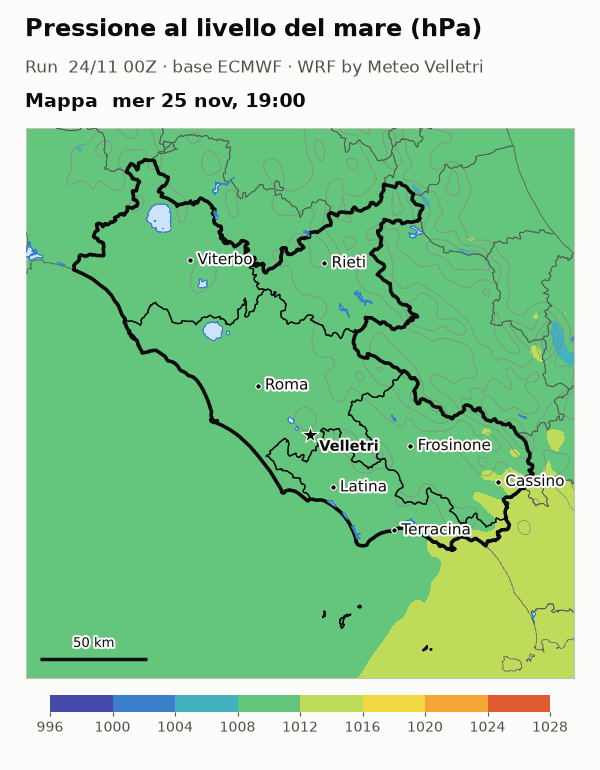 Pressione al livello del mare (hPa)
Run  24/11 00Z · base ECMWF · WRF by Meteo Velletri
Mappa  mer 25 nov, 19:00
Viterbo
Rieti
Roma
Velletri
Frosinone
Cassino
Latina
Terracina
50 km
996 1000 1004 1008 1012 1016 1020 1024 1028